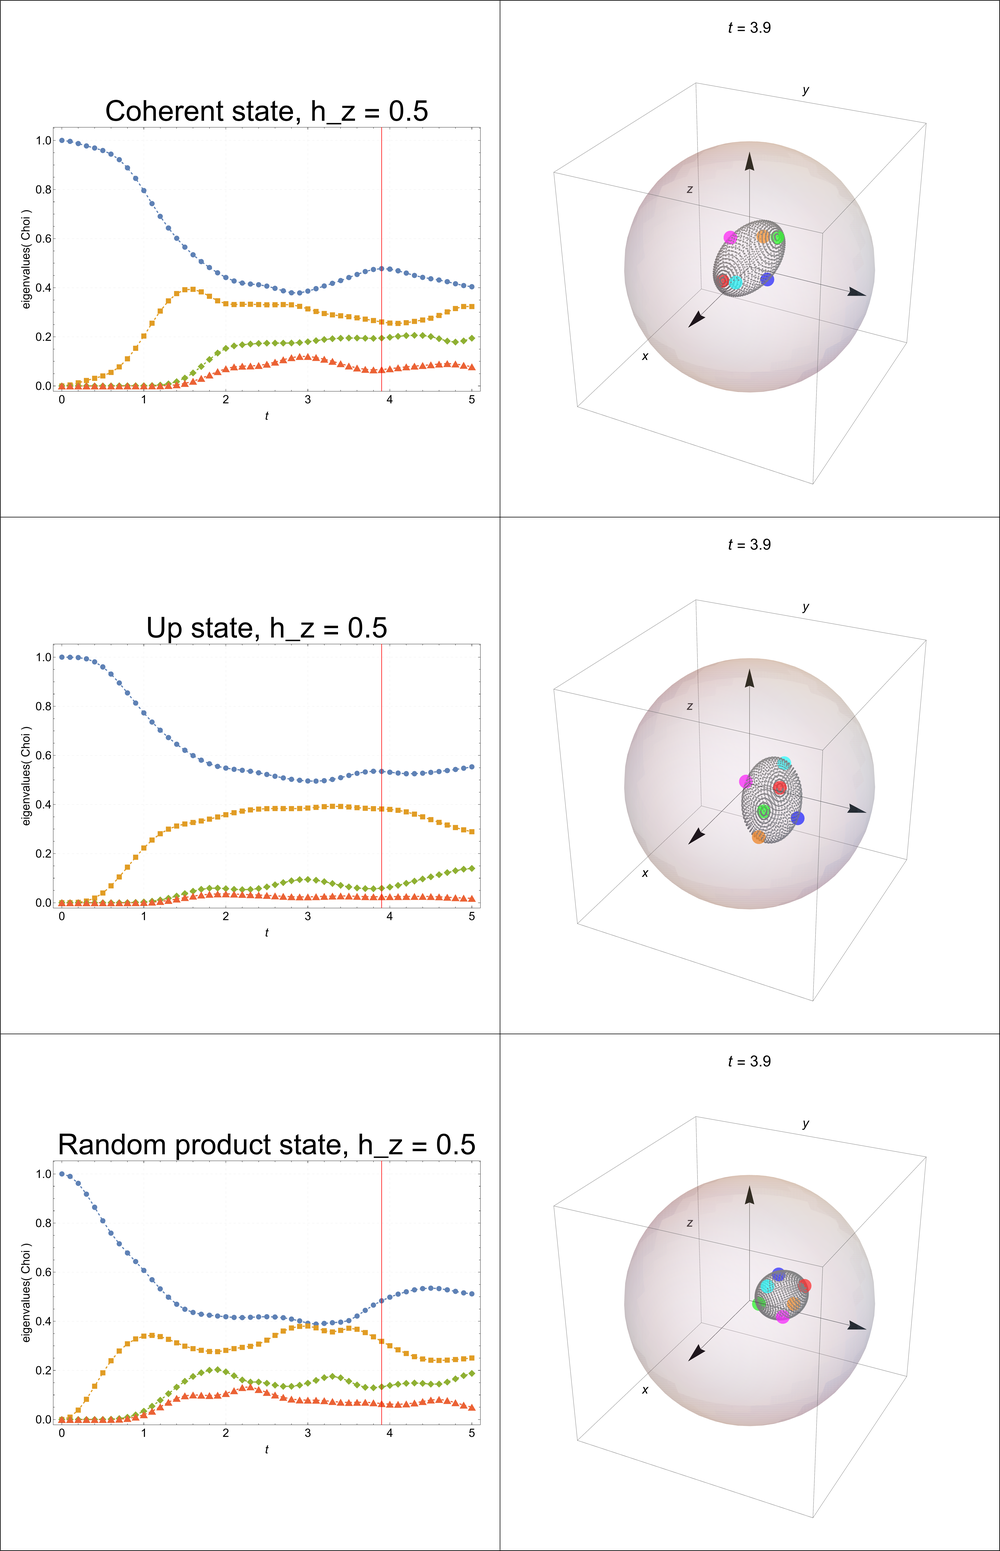 Coherent state, h_z = 0.5
eigenvalues( Choi )
1.0
0.8
0.6
0.4
0.2
0.0
0 1 2 3 4 5
t
t = 3.9
y
z
x
Up state, h_z = 0.5
eigenvalues( Choi )
1.0
0.8
0.6
0.4
0.2
0.0
0 1 2 3 4 5
t
t = 3.9
y
z
x
Random product state, h_z = 0.5
eigenvalues( Choi )
1.0
0.8
0.6
0.4
0.2
0.0
0 1 2 3 4 5
t
t = 3.9
y
z
x